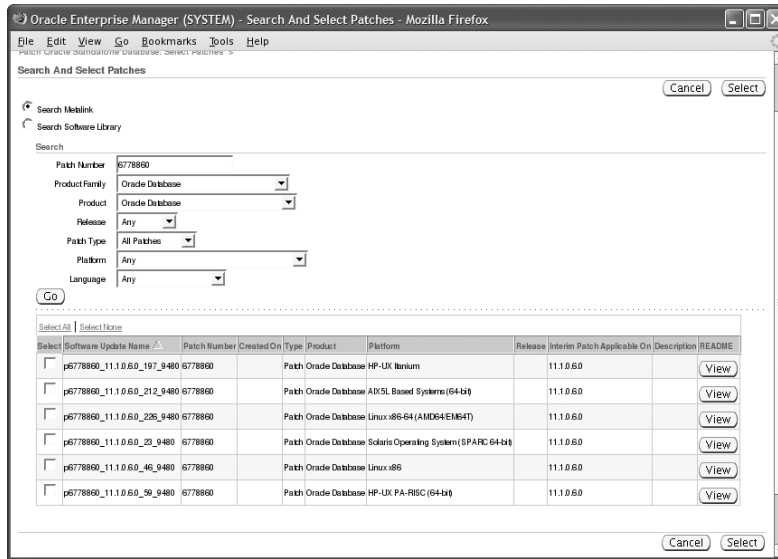 Oracle Enterprise Manager (SYSTEM) - Search And Select Patches - Mozilla Firefox
File Edit View Go Bookmarks Tools Help
Patch Oracle Standalone Database: Select Patches >
Search And Select Patches
Cancel Select
Search Metalink
Search Software Library
Search
Patch Number 6778860
Product Family Oracle Database
Product Oracle Database
Release Any
Patch Type All Patches
Platform Any
Language Any
Go
Select All | Select None
Select Software Update Name Patch Number Created On Type Product Platform Release Interim Patch Applicable On Description README
p6778860_11.1.0.6.0_197_9480 6778860 Patch Oracle Database HP-UX Itanium 11.1.0.6.0 View
p6778860_11.1.0.6.0_212_9480 6778860 Patch Oracle Database AIX5L Based Systems (64-bit) 11.1.0.6.0 View
p6778860_11.1.0.6.0_226_9480 6778860 Patch Oracle Database Linux x86-64 (AMD64/EM64T) 11.1.0.6.0 View
p6778860_11.1.0.6.0_23_9480 6778860 Patch Oracle Database Solaris Operating System (SPARC 64-bit) 11.1.0.6.0 View
p6778860_11.1.0.6.0_46_9480 6778860 Patch Oracle Database Linux x86 11.1.0.6.0 View
p6778860_11.1.0.6.0_59_9480 6778860 Patch Oracle Database HP-UX PA-RISC (64-bit) 11.1.0.6.0 View
Cancel Select